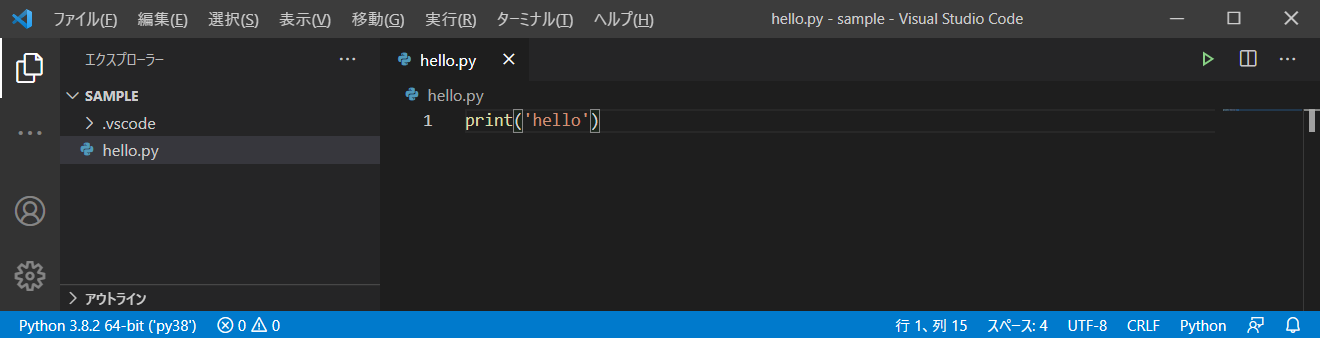 ファイル(F) 編集(E) 選択(S) 表示(V) 移動(G) 実行(R) ターミナル(T) ヘルプ(H) hello.py - sample - Visual Studio Code
エクスプローラー
SAMPLE
.vscode
hello.py
アウトライン
hello.py
hello.py
1 print('hello')
Python 3.8.2 64-bit ('py38') 0 0 行 1、列 15 スペース: 4 UTF-8 CRLF Python